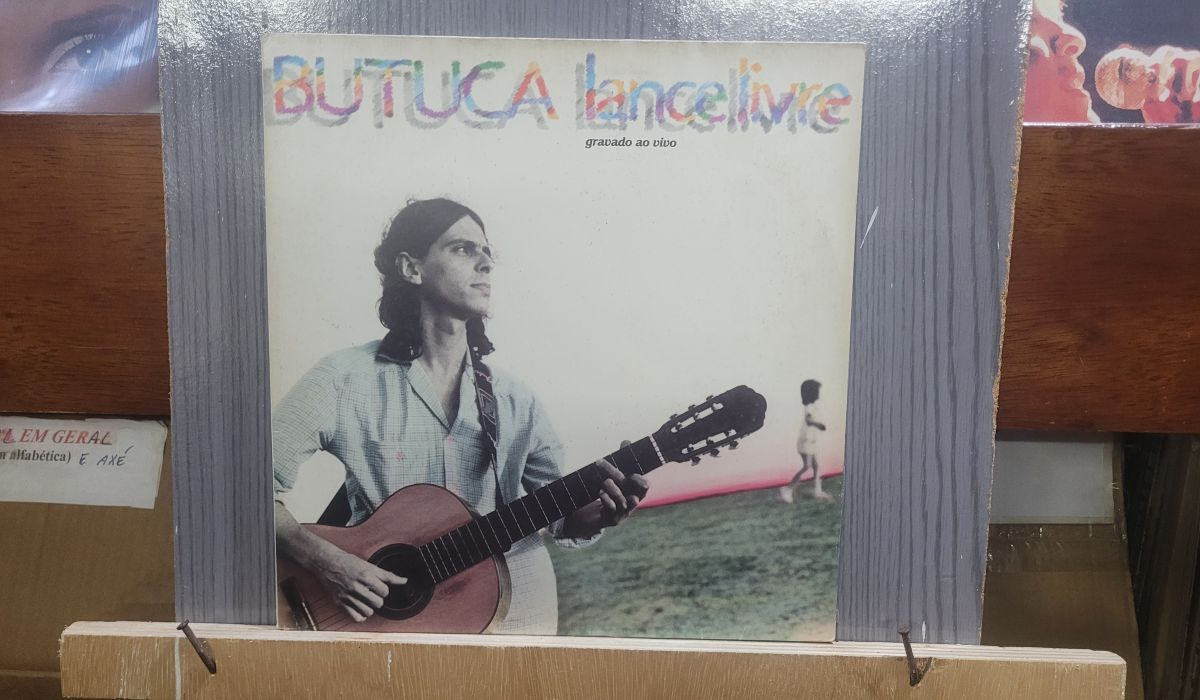 BUTUCA lancelivre
gravado ao vivo
EM GERAL
alfabética) E AXÉ